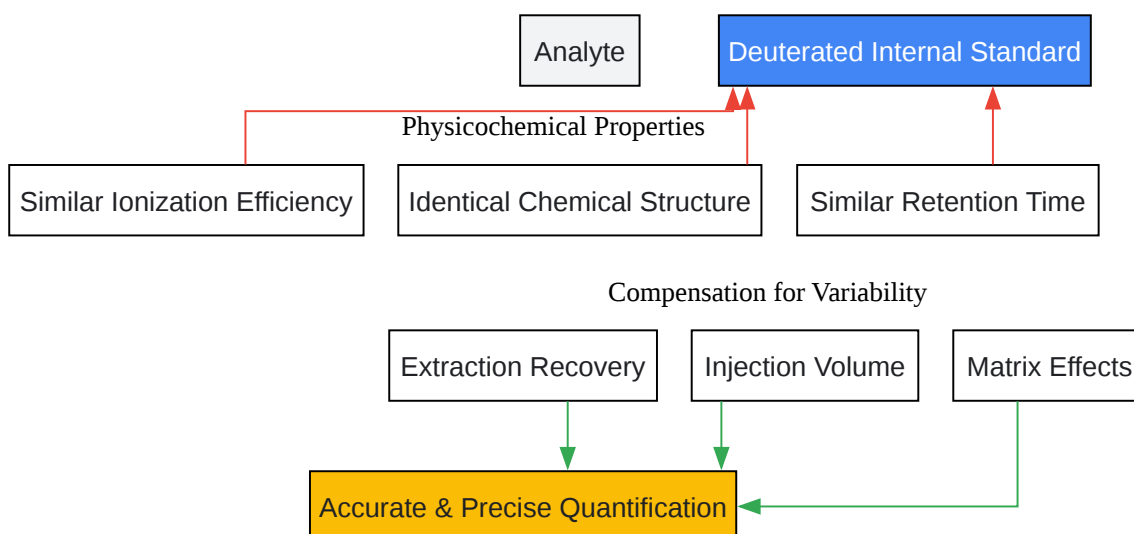 Analyte
Deuterated Internal Standard
Physicochemical Properties
Similar Ionization Efficiency
Identical Chemical Structure
Similar Retention Time
Compensation for Variability
Extraction Recovery
Injection Volume
Matrix Effects
Accurate & Precise Quantification